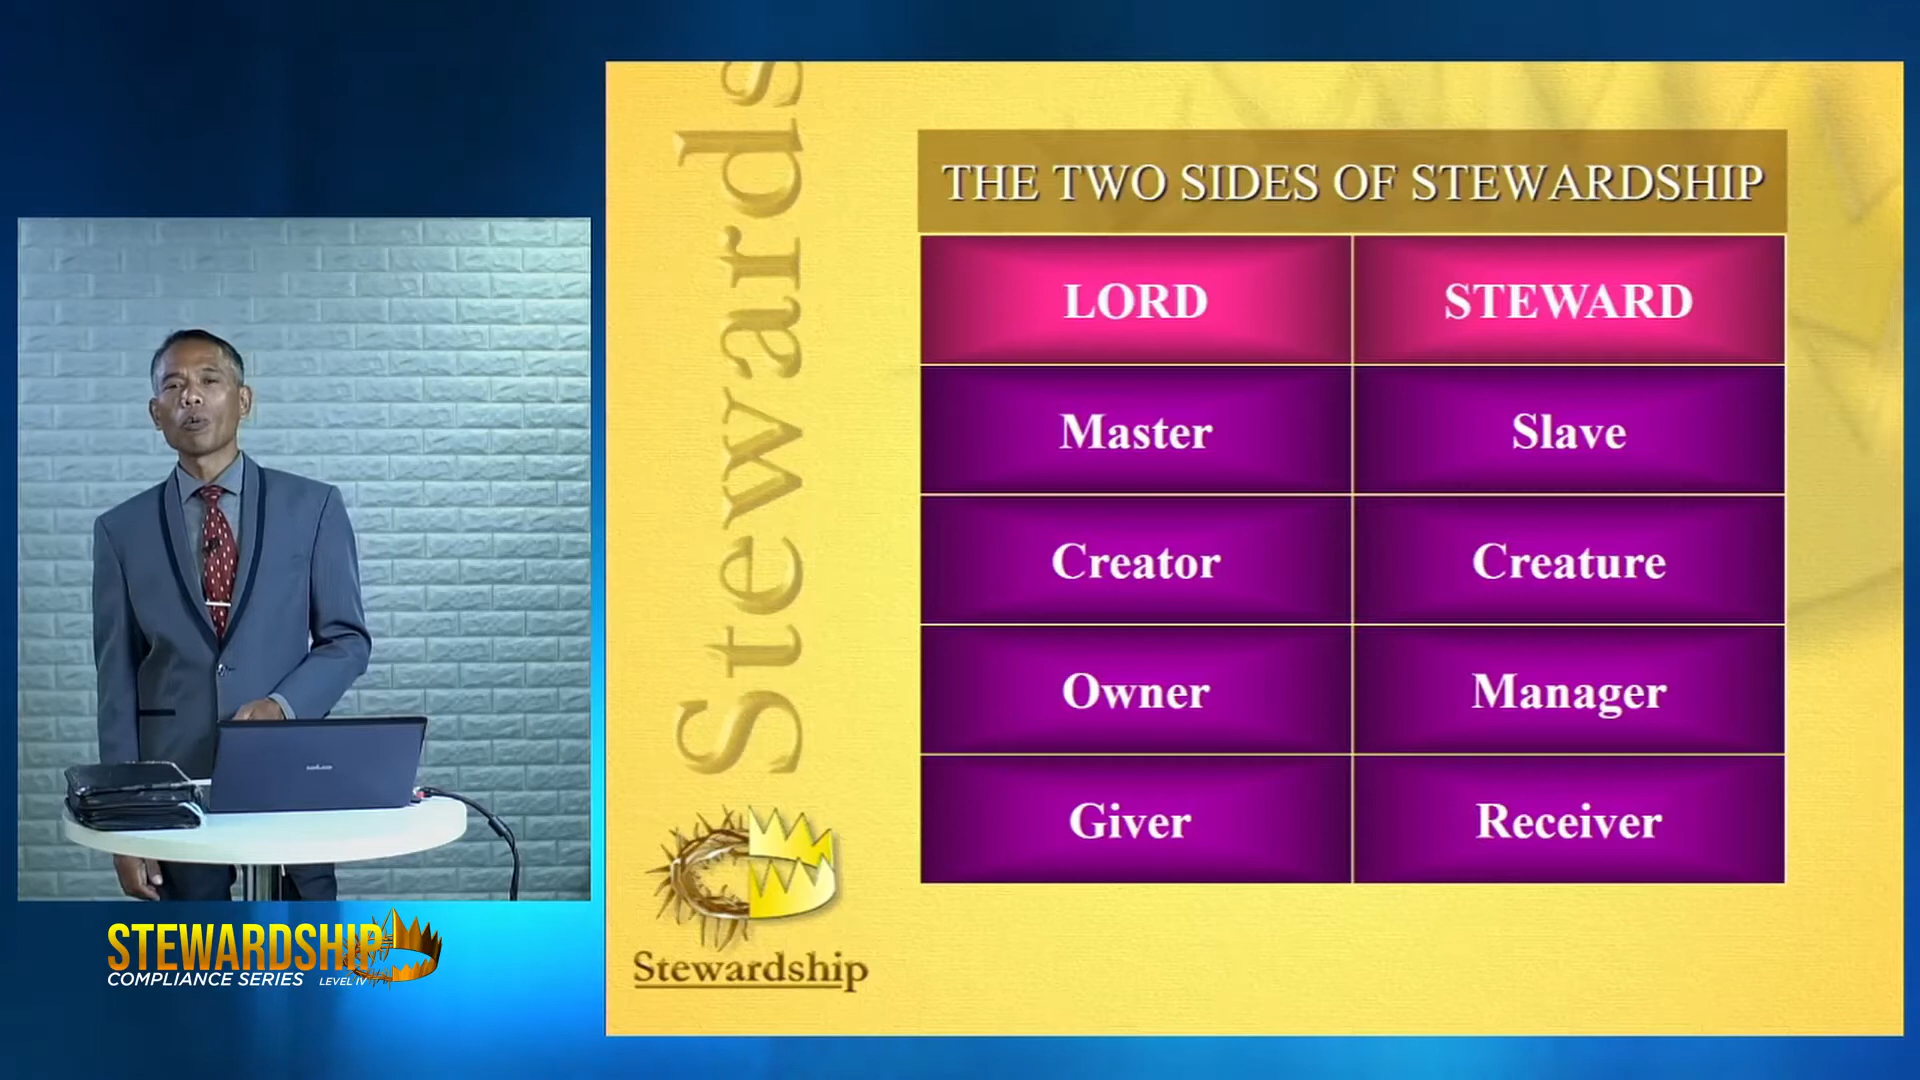 Stewards
THE TWO SIDES OF STEWARDSHIP
LORD STEWARD
Master Slave
Creator Creature
Owner Manager
Giver Receiver
Stewardship
STEWARDSHIP
COMPLIANCE SERIES LEVEL IV